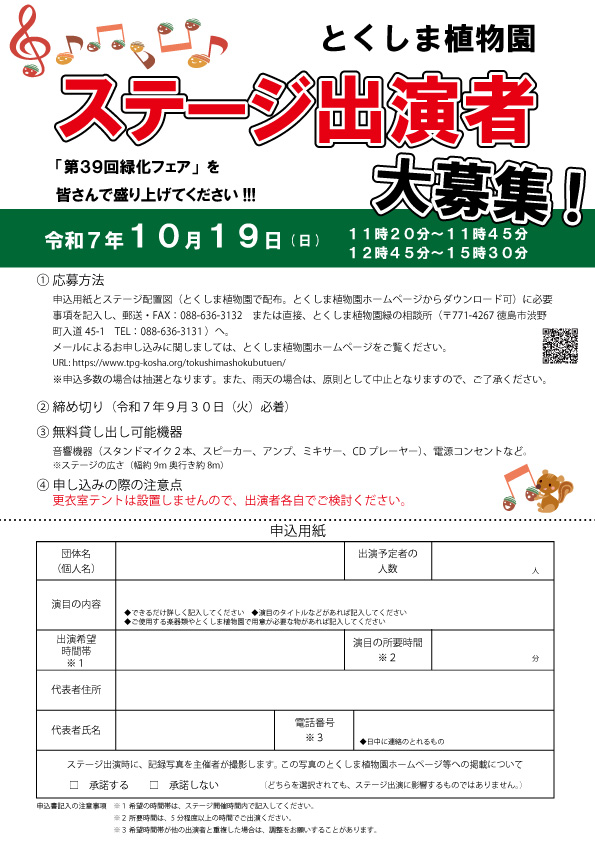 とくしま植物園
ステージ出演者
大募集！
「第39回緑化フェア」を
皆さんで盛り上げてください!!!
令和７年１０月１９日（日）
１１時２０分～１１時４５分
１２時４５分～１５時３０分
① 応募方法
申込用紙とステージ配置図（とくしま植物園で配布。とくしま植物園ホームページからダウンロード可）に必要
事項を記入し、郵送・FAX：088-636-3132　または直接、とくしま植物園緑の相談所（〒771-4267 徳島市渋野
町入道 45-1　TEL：088-636-3131 ）へ。
メールによるお申し込みに関しましては、とくしま植物園ホームページをご覧ください。
URL: https://www.tpg-kosha.org/tokushimashokubutuen/
※申込多数の場合は抽選となります。また、雨天の場合は、原則として中止となりますので、ご了承ください。
② 締め切り（令和７年９月３０日（火）必着）
③ 無料貸し出し可能機器
音響機器（スタンドマイク２本、スピーカー、アンプ、ミキサー、CD プレーヤー）、電源コンセントなど。
※ステージの広さ（幅約 9m 奥行き約 8m）
④ 申し込みの際の注意点
更衣室テントは設置しませんので、出演者各自でご検討ください。
申込用紙
団体名
（個人名）
出演予定者の
人数
人
演目の内容
◆できるだけ詳しく記入してください　◆演目のタイトルなどがあれば記入してください
◆ご使用する楽器類やとくしま植物園で用意が必要な物があれば記入してください
出演希望
時間帯
※１
演目の所要時間
※２
分
代表者住所
代表者氏名
電話番号
※３
◆日中に連絡のとれるもの
ステージ出演時に、記録写真を主催者が撮影します。この写真のとくしま植物園ホームページ等への掲載について
□　承諾する　□　承諾しない　（どちらを選択されても、ステージ出演に影響するものではありません。）
申込書記入の注意事項　※１ 希望の時間帯は、ステージ開催時間内で記入してください。
※２ 所要時間は、５分程度以上の時間でご出演ください。
※３ 希望時間帯が他の出演者と重複した場合は、調整をお願いすることがあります。